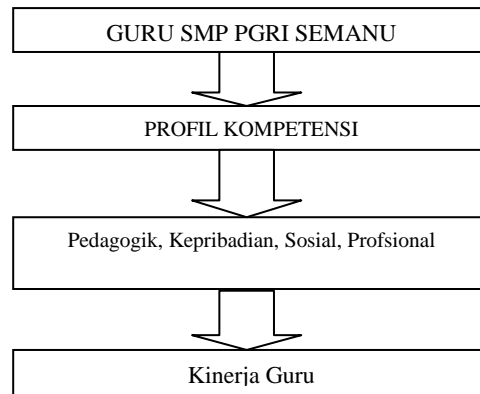 GURU SMP PGRI SEMANU
PROFIL KOMPETENSI
Pedagogik, Kepribadian, Sosial, Profsional
Kinerja Guru